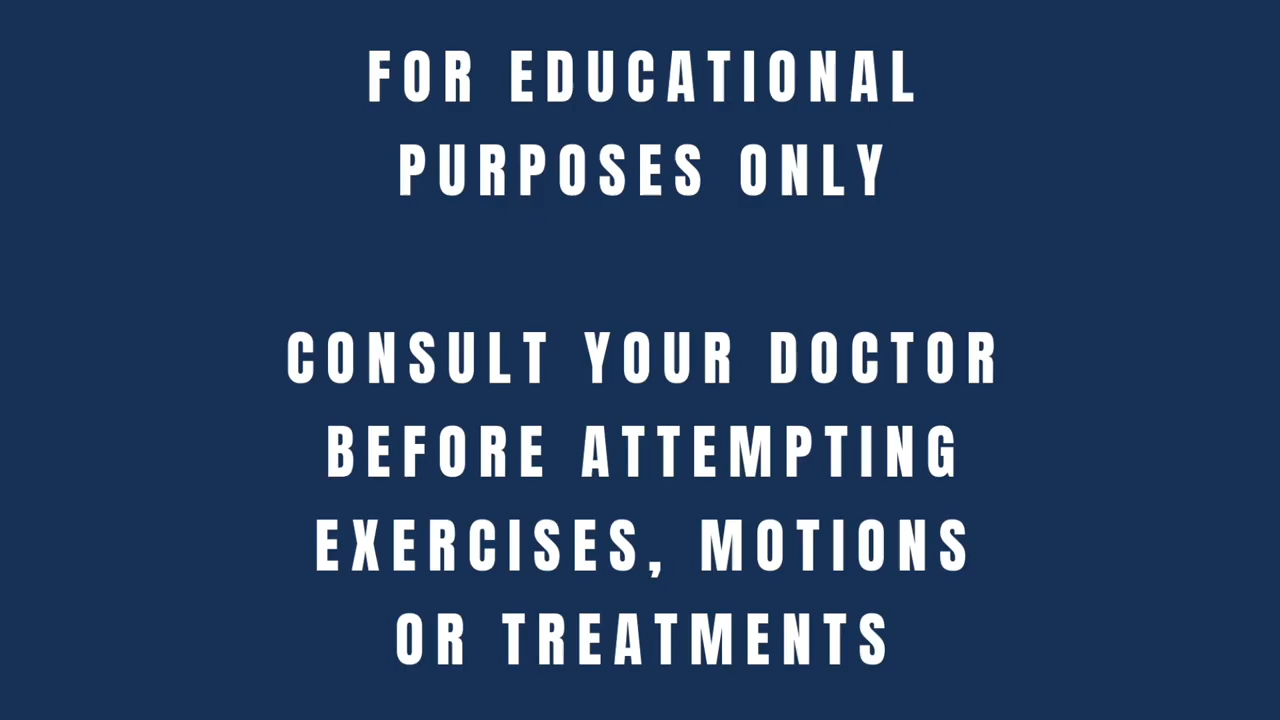 FOR EDUCATIONAL
PURPOSES ONLY
CONSULT YOUR DOCTOR
BEFORE ATTEMPTING
EXERCISES, MOTIONS
OR TREATMENTS